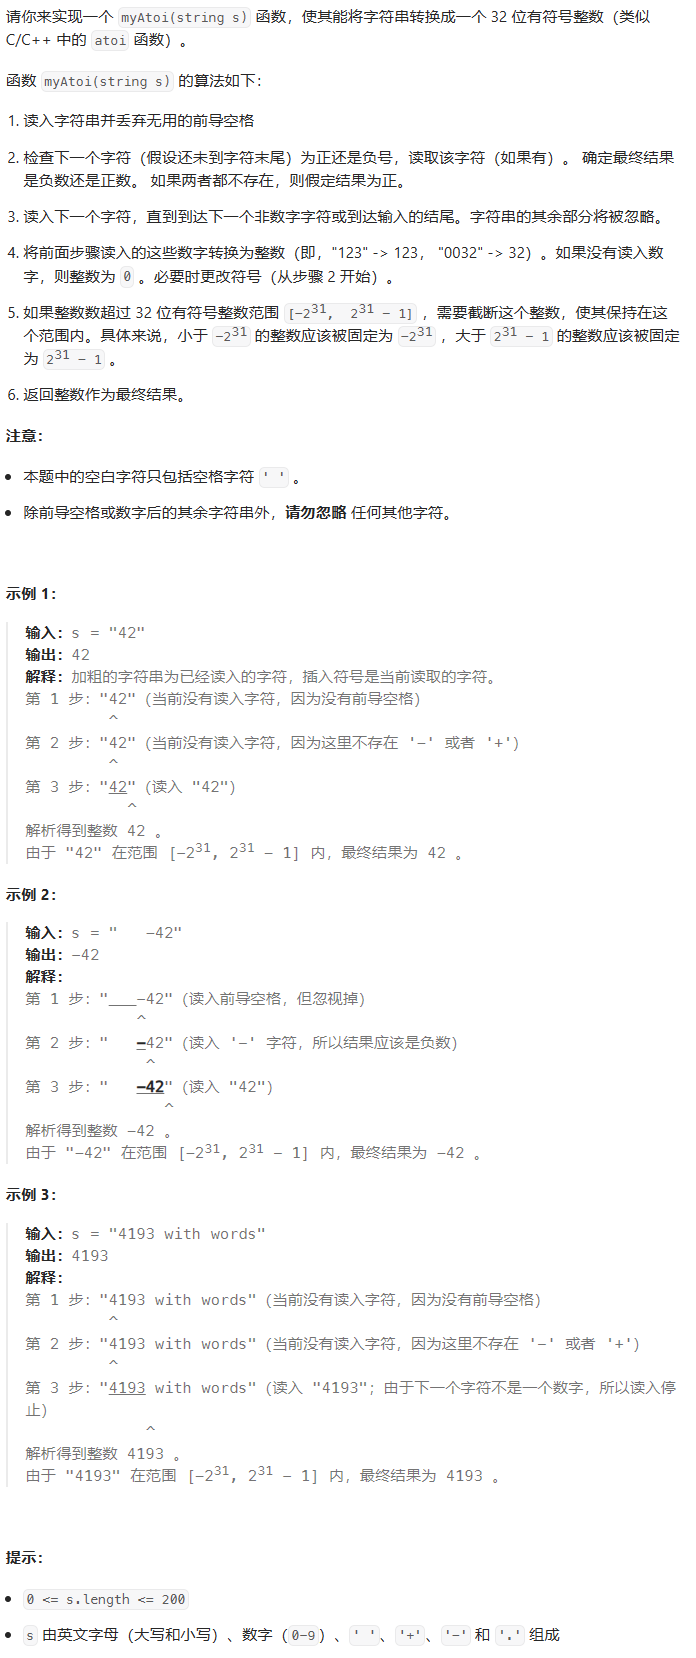 请你来实现一个 myAtoi(string s) 函数，使其能将字符串转换成一个 32 位有符号整数（类似
C/C++ 中的 atoi 函数）。
函数 myAtoi(string s) 的算法如下：
1. 读入字符串并丢弃无用的前导空格
2. 检查下一个字符（假设还未到字符末尾）为正还是负号，读取该字符（如果有）。 确定最终结果
是负数还是正数。 如果两者都不存在，则假定结果为正。
3. 读入下一个字符，直到到达下一个非数字字符或到达输入的结尾。字符串的其余部分将被忽略。
4. 将前面步骤读入的这些数字转换为整数（即，"123" -> 123， "0032" -> 32）。如果没有读入数
字，则整数为 0 。必要时更改符号（从步骤 2 开始）。
5. 如果整数数超过 32 位有符号整数范围 [−2³¹,  2³¹ − 1] ，需要截断这个整数，使其保持在这
个范围内。具体来说，小于 −2³¹ 的整数应该被固定为 −2³¹ ，大于 2³¹ − 1 的整数应该被固定
为 2³¹ − 1 。
6. 返回整数作为最终结果。
注意：
• 本题中的空白字符只包括空格字符 ' ' 。
• 除前导空格或数字后的其余字符串外，请勿忽略 任何其他字符。
示例 1：
输入：s = "42"
输出：42
解释：加粗的字符串为已经读入的字符，插入符号是当前读取的字符。
第 1 步："42"（当前没有读入字符，因为没有前导空格）
^
第 2 步："42"（当前没有读入字符，因为这里不存在 '-' 或者 '+'）
^
第 3 步："42"（读入 "42"）
^
解析得到整数 42 。
由于 "42" 在范围 [-2³¹, 2³¹ - 1] 内，最终结果为 42 。
示例 2：
输入：s = "   -42"
输出：-42
解释：
第 1 步："___-42"（读入前导空格，但忽视掉）
^
第 2 步："   -42"（读入 '-' 字符，所以结果应该是负数）
^
第 3 步："   -42"（读入 "42"）
^
解析得到整数 -42 。
由于 "-42" 在范围 [-2³¹, 2³¹ - 1] 内，最终结果为 -42 。
示例 3：
输入：s = "4193 with words"
输出：4193
解释：
第 1 步："4193 with words"（当前没有读入字符，因为没有前导空格）
^
第 2 步："4193 with words"（当前没有读入字符，因为这里不存在 '-' 或者 '+'）
^
第 3 步："4193 with words"（读入 "4193"；由于下一个字符不是一个数字，所以读入停
止）
^
解析得到整数 4193 。
由于 "4193" 在范围 [-2³¹, 2³¹ - 1] 内，最终结果为 4193 。
提示：
• 0 <= s.length <= 200
• s 由英文字母（大写和小写）、数字（0-9）、' '、'+'、'-' 和 '.' 组成